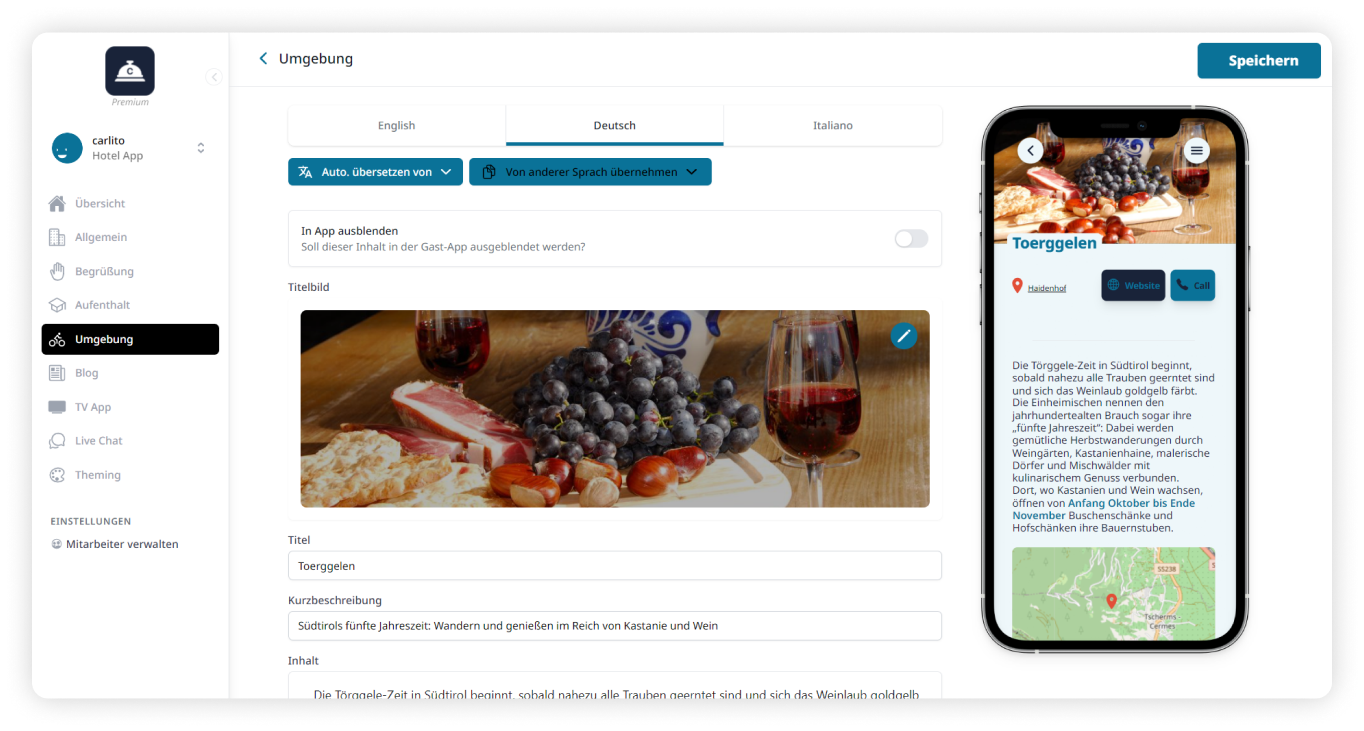 C
Premium
carlito
Hotel App
Übersicht
Allgemein
Begrüßung
Aufenthalt
Umgebung
Blog
TV App
Live Chat
Theming
EINSTELLUNGEN
Mitarbeiter verwalten
Umgebung
Speichern
English
Deutsch
Italiano
Auto. übersetzen von
Von anderer Sprach übernehmen
In App ausblenden
Soll dieser Inhalt in der Gast-App ausgeblendet werden?
Titelbild
Titel
Toerggelen
Kurzbeschreibung
Südtirols fünfte Jahreszeit: Wandern und genießen im Reich von Kastanie und Wein
Inhalt
Die Törggele-Zeit in Südtirol beginnt, sobald nahezu alle Trauben geerntet sind und sich das Weinlaub goldgelb
Toerggelen
Haidenhof
Website
Call
Die Törggele-Zeit in Südtirol beginnt,
sobald nahezu alle Trauben geerntet sind
und sich das Weinlaub goldgelb färbt.
Die Einheimischen nennen den
jahrhundertealten Brauch sogar ihre
„fünfte Jahreszeit“: Dabei werden
gemütliche Herbstwanderungen durch
Weingärten, Kastanienhaine, malerische
Dörfer und Mischwälder mit
kulinarischem Genuss verbunden.
Dort, wo Kastanien und Wein wachsen,
öffnen von Anfang Oktober bis Ende
November Buschenschänke und
Hofschänken ihre Bauernstuben.
SS238
Tscherms -
Cermes